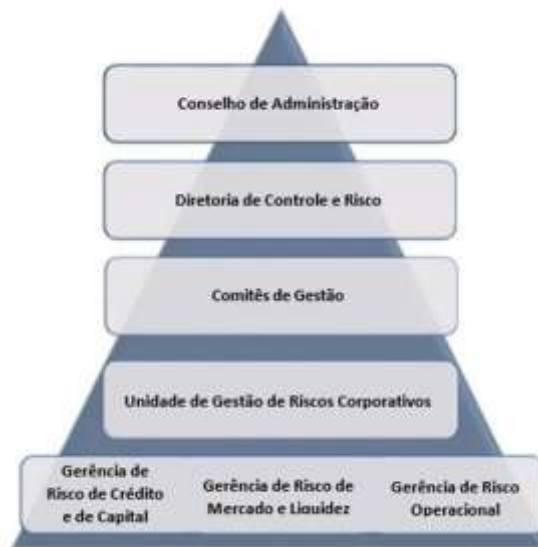 Conselho de Administração
Diretoria de Controle e Risco
Comitês de Gestão
Unidade de Gestão de Riscos Corporativos
Gerência de
Risco de Crédito
e de Capital
Gerência de Risco de
Mercado e Liquidez
Gerência de Risco
Operacional